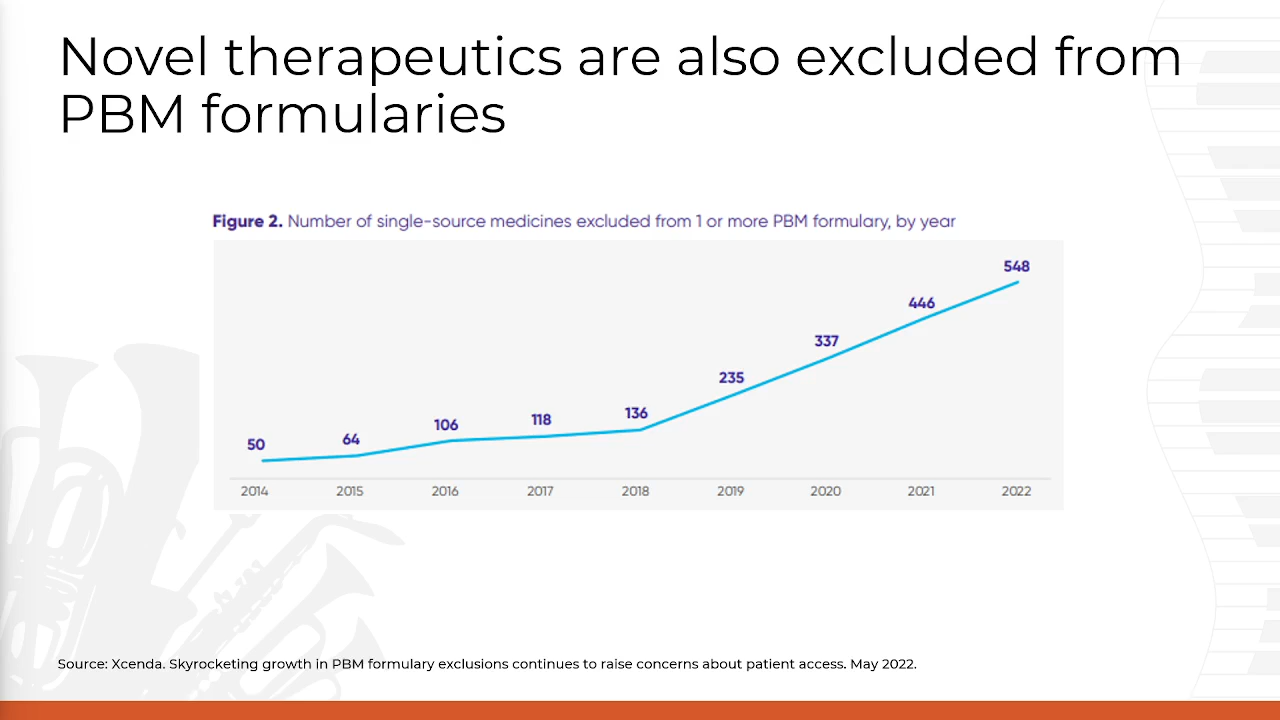 Novel therapeutics are also excluded from
PBM formularies
Figure 2. Number of single-source medicines excluded from 1 or more PBM formulary, by year
548
446
337
235
136
118
106
64
50
2014 2015 2016 2017 2018 2019 2020 2021 2022
Source: Xcenda. Skyrocketing growth in PBM formulary exclusions continues to raise concerns about patient access. May 2022.